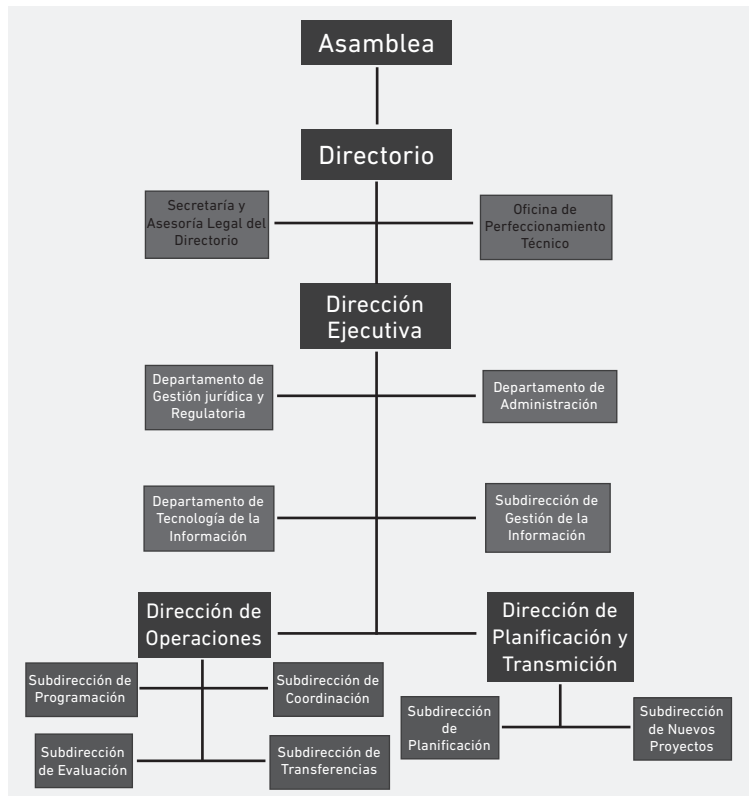 Asamblea
Directorio
Secretaría y
Asesoría Legal del
Directorio
Oficina de
Perfeccionamiento
Técnico
Dirección
Ejecutiva
Departamento de
Gestión jurídica y
Regulatoria
Departamento de
Administración
Departamento de
Tecnología de la
Información
Subdirección de
Gestión de la
Información
Dirección de
Operaciones
Dirección de
Planificación y
Transmición
Subdirección de
Programación
Subdirección de
Coordinación
Subdirección
de
Planificación
Subdirección
de Nuevos
Proyectos
Subdirección
de Evaluación
Subdirección de
Transferencias